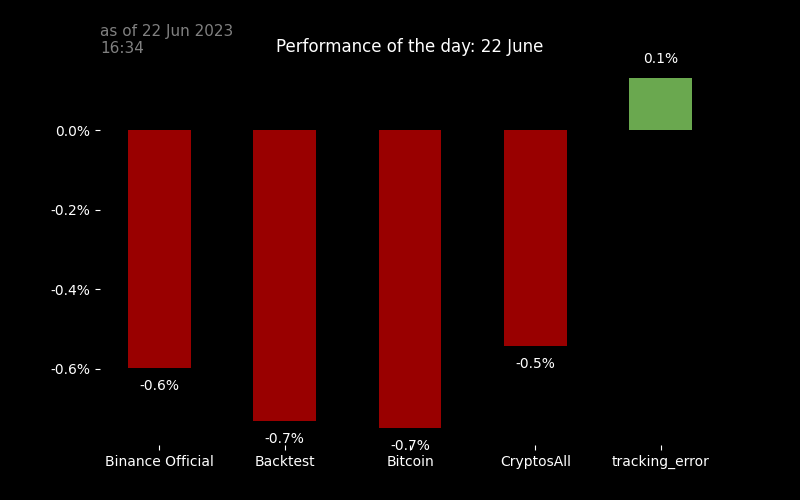 as of 22 Jun 2023
16:34
Performance of the day: 22 June
0.1%
0.0%
-0.2%
-0.4%
-0.6%
-0.6%
-0.7%
-0.7%
-0.5%
Binance Official
Backtest
Bitcoin
CryptosAll
tracking_error